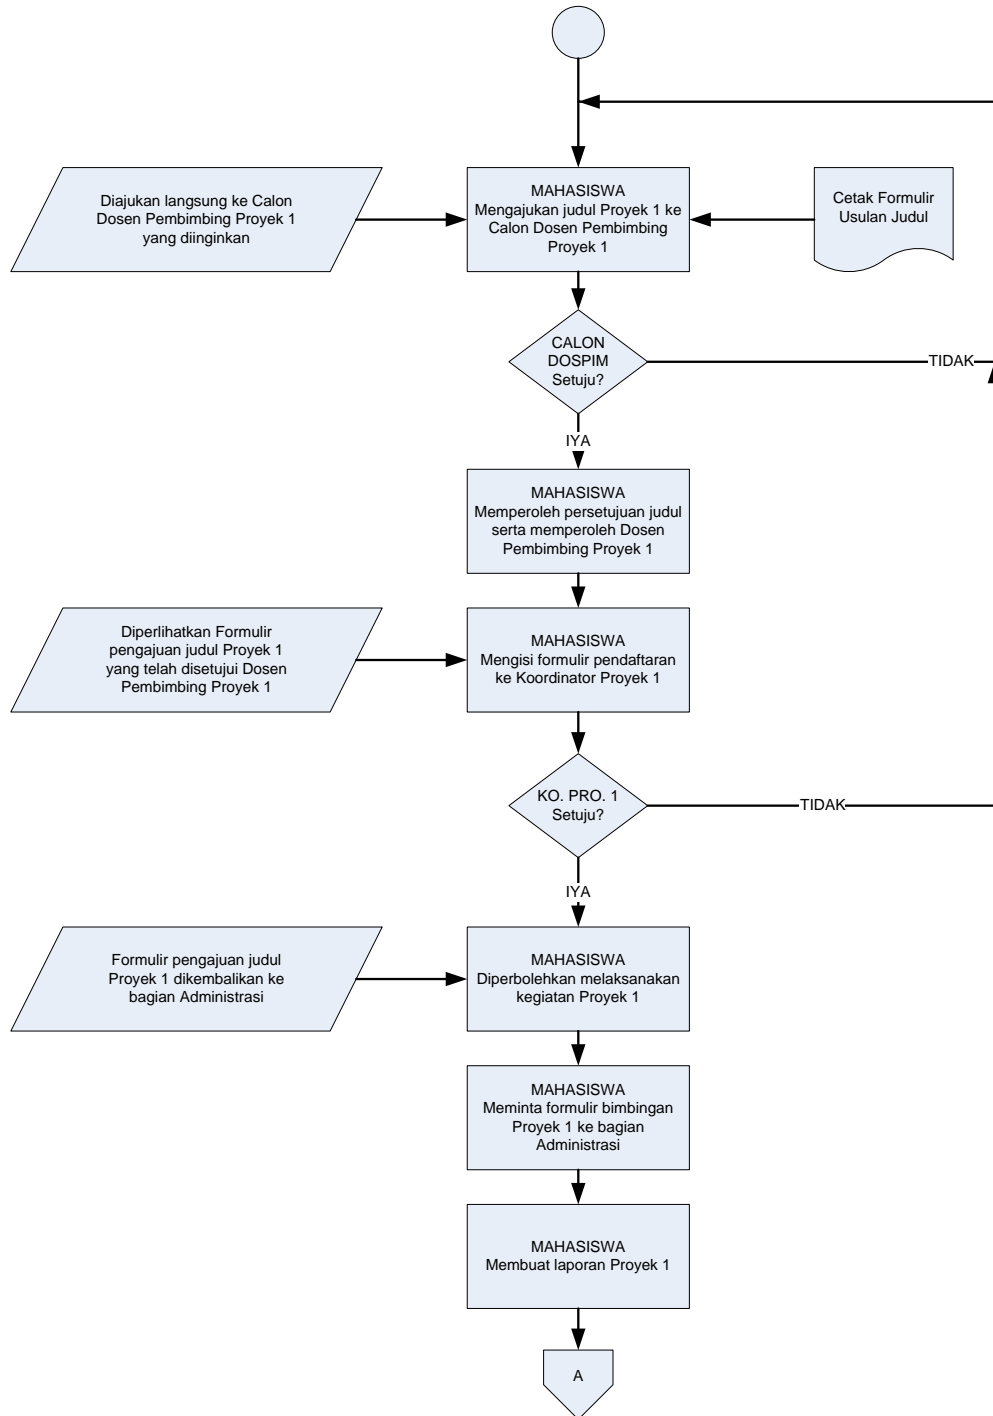 Diajukan langsung ke Calon
Dosen Pembimbing Proyek 1
yang diinginkan
MAHASISWA
Mengajukan judul Proyek 1 ke
Calon Dosen Pembimbing
Proyek 1
Cetak Formulir
Usulan Judul
CALON
DOSPIM
Setuju?
TIDAK
IYA
MAHASISWA
Memperoleh persetujuan judul
serta memperoleh Dosen
Pembimbing Proyek 1
Diperlihatkan Formulir
pengajuan judul Proyek 1
yang telah disetujui Dosen
Pembimbing Proyek 1
MAHASISWA
Mengisi formulir pendaftaran
ke Koordinator Proyek 1
KO. PRO. 1
Setuju?
TIDAK
IYA
Formulir pengajuan judul
Proyek 1 dikembalikan ke
bagian Administrasi
MAHASISWA
Diperbolehkan melaksanakan
kegiatan Proyek 1
MAHASISWA
Meminta formulir bimbingan
Proyek 1 ke bagian
Administrasi
MAHASISWA
Membuat laporan Proyek 1
A